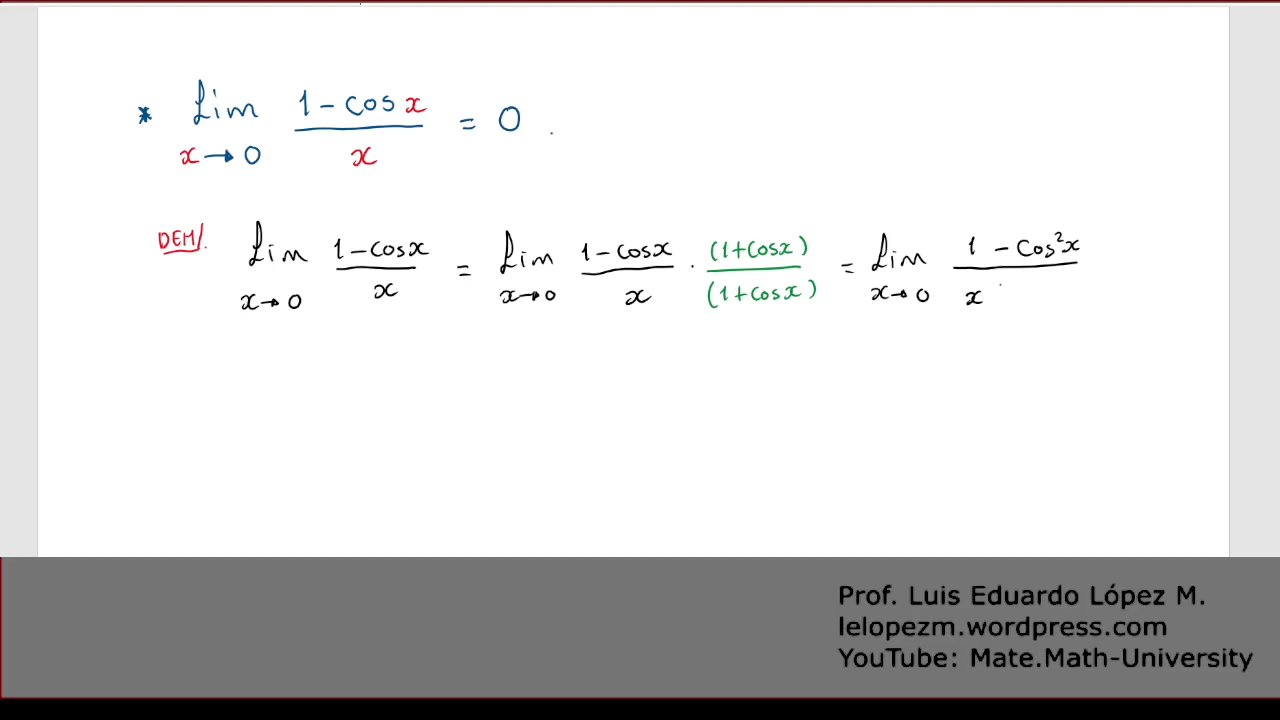 * Lim 1 - cos x / x = 0
x → 0
DEM/. Lim 1 - cosx / x = Lim 1 - cosx / x · (1+cosx) / (1+cosx) = Lim 1 - Cos²x / x
x→0 x→0 x→0
Prof. Luis Eduardo López M.
lelopezm.wordpress.com
YouTube: Mate.Math-University